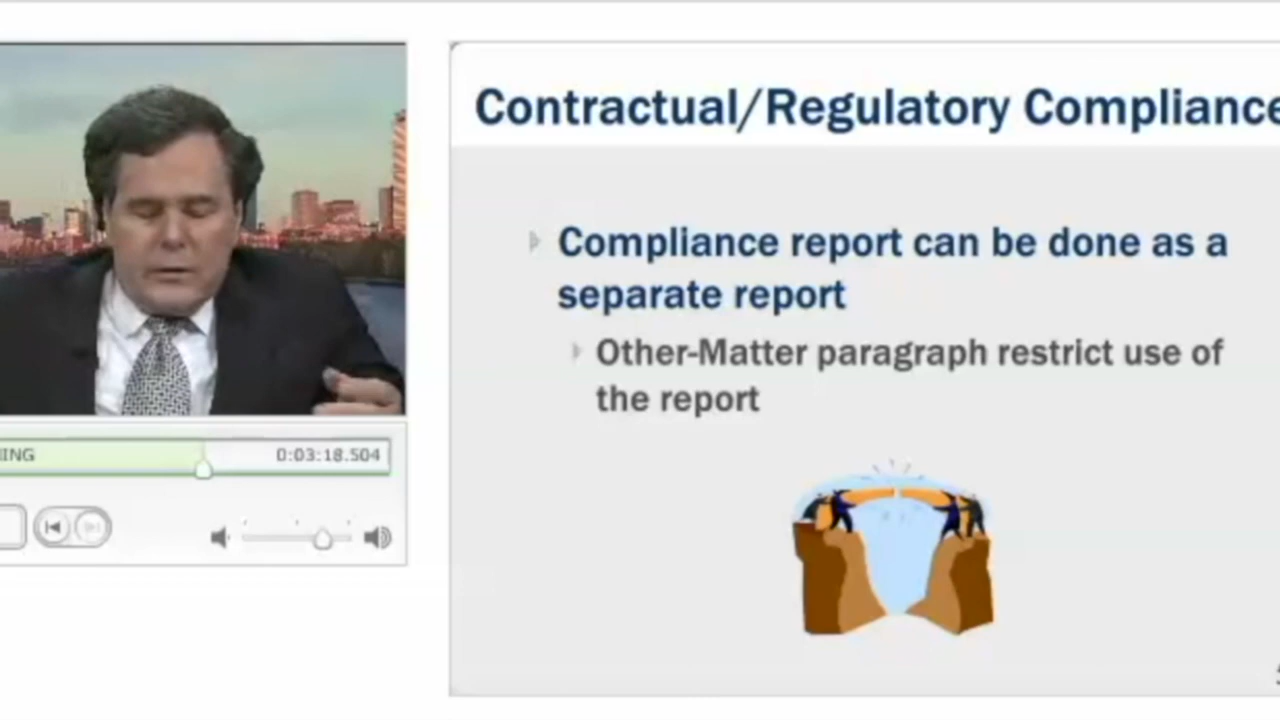 Contractual/Regulatory Compliance
Compliance report can be done as a
separate report
Other-Matter paragraph restrict use of
the report
ING
0:03:18.504